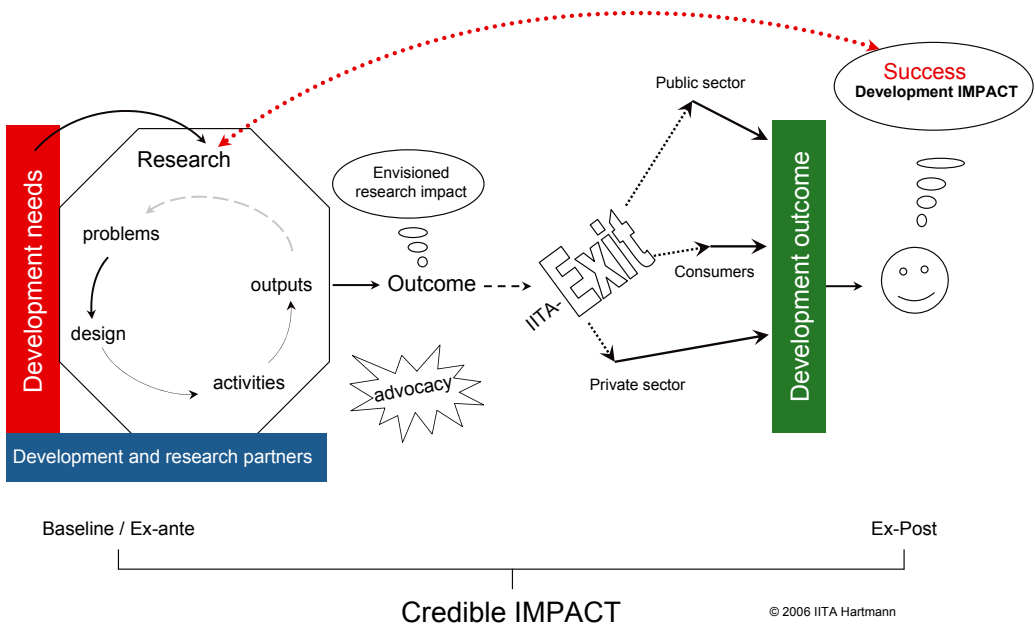 Success
Development IMPACT
Public sector
Development needs
Research
Envisioned
research impact
problems
outputs
Outcome
IITA-Exit
Consumers
Development outcome
design
activities
advocacy
Private sector
Development and research partners
Baseline / Ex-ante
Ex-Post
Credible IMPACT
© 2006 IITA Hartmann